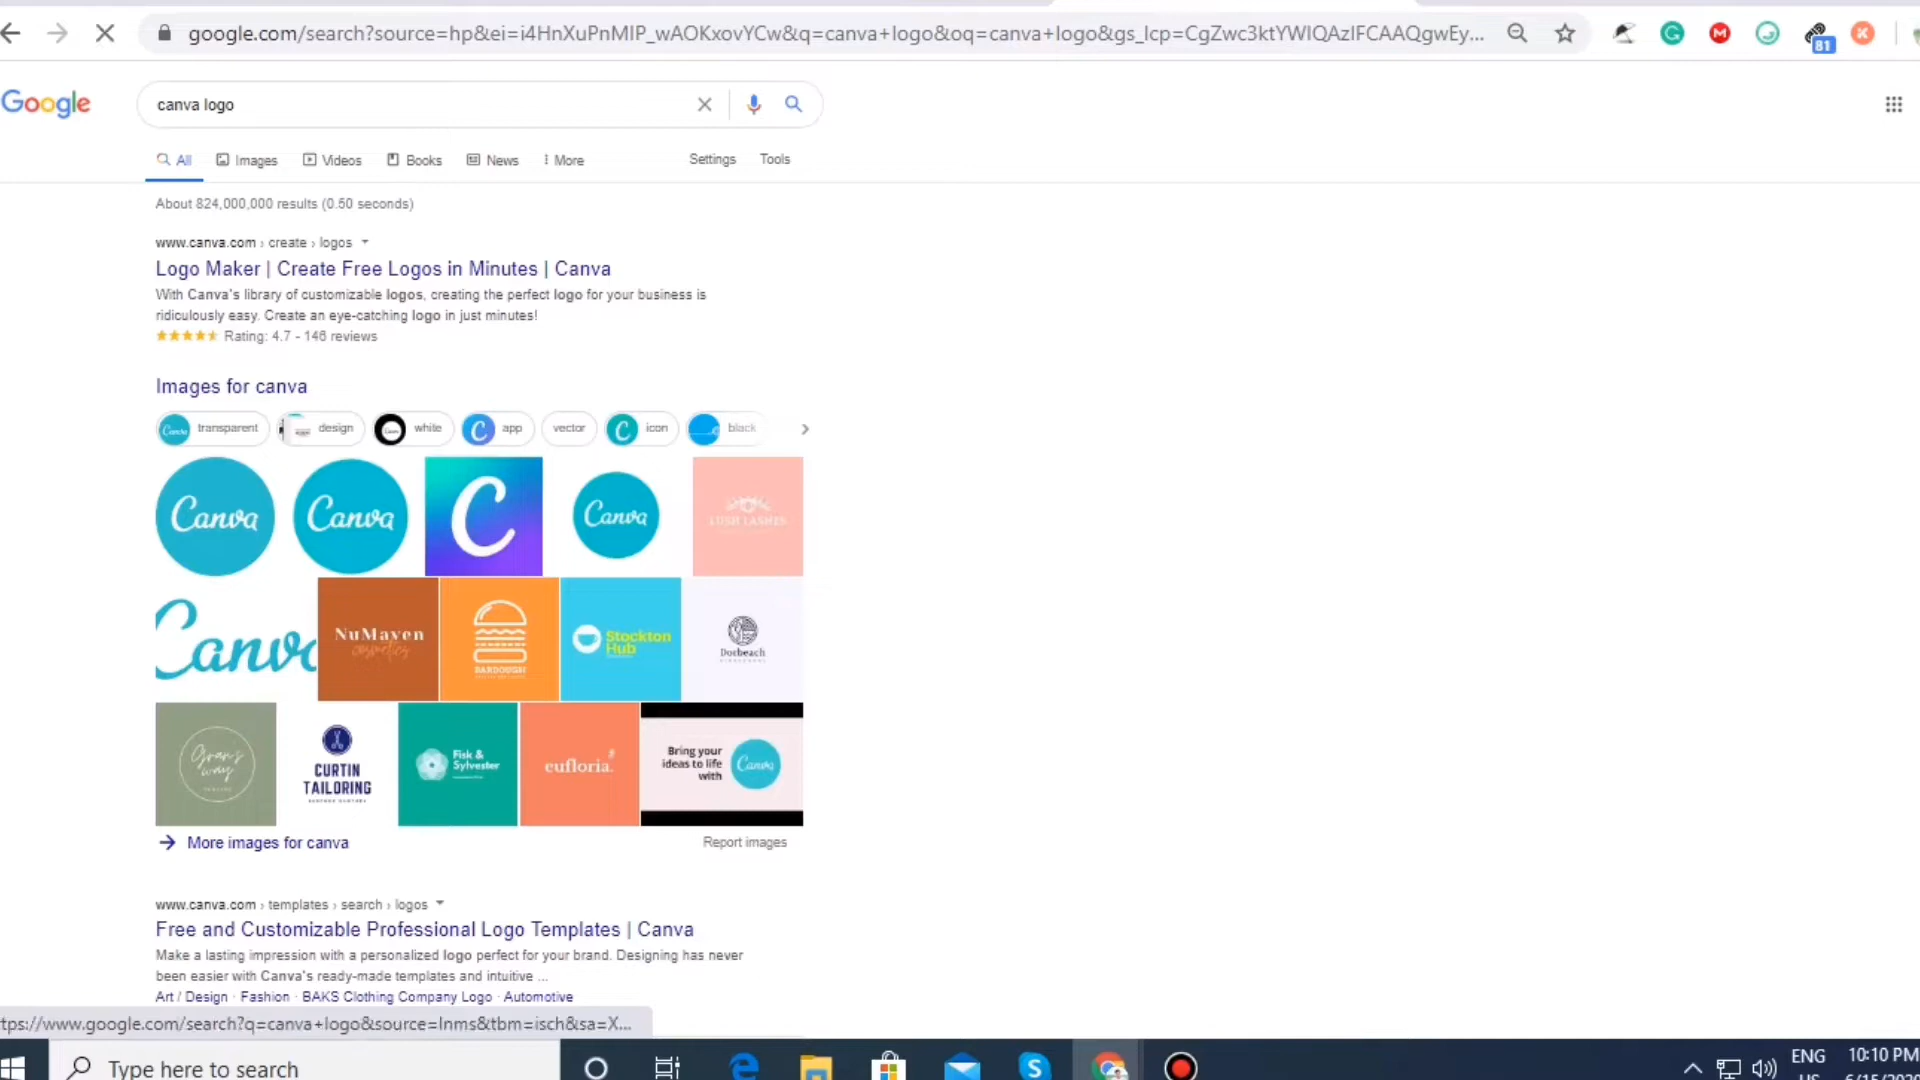 google.com/search?source=hp&ei=i4HnXuPnMIP_wAOKxovYCw&q=canva+logo&oq=canva+logo&gs_lcp=CgZwc3ktYWIQAzIFCAAQgwEy...
81
Google
canva logo
All Images Videos Books News More Settings Tools
About 824,000,000 results (0.50 seconds)
www.canva.com › create › logos
Logo Maker | Create Free Logos in Minutes | Canva
With Canva's library of customizable logos, creating the perfect logo for your business is
ridiculously easy. Create an eye-catching logo in just minutes!
Rating: 4.7 - 146 reviews
Images for canva
Canva transparent design white C app vector C icon black
Canva Canva C Canva LUSH LASHES
Canva NuMaven cosmetics BARDOUGH Stockton Hub Dotbeach
Gran's way
CURTIN
TAILORING
Fisk &
Sylvester
eufloria.
Bring your
ideas to life
with
Canva
More images for canva Report images
www.canva.com › templates › search › logos
Free and Customizable Professional Logo Templates | Canva
Make a lasting impression with a personalized logo perfect for your brand. Designing has never
been easier with Canva's ready-made templates and intuitive ...
Art / Design · Fashion · BAKS Clothing Company Logo · Automotive
tps://www.google.com/search?q=canva+logo&source=lnms&tbm=isch&sa=X...
Type here to search
ENG 10:10 PM